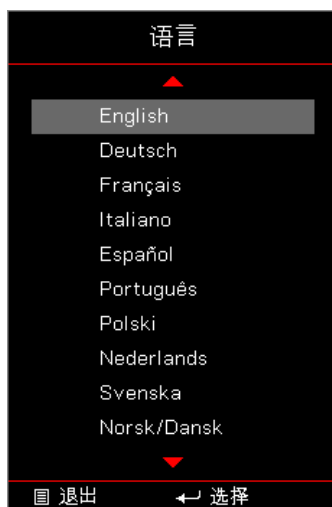 语言
English
Deutsch
Français
Italiano
Español
Português
Polski
Nederlands
Svenska
Norsk/Dansk
退出 选择